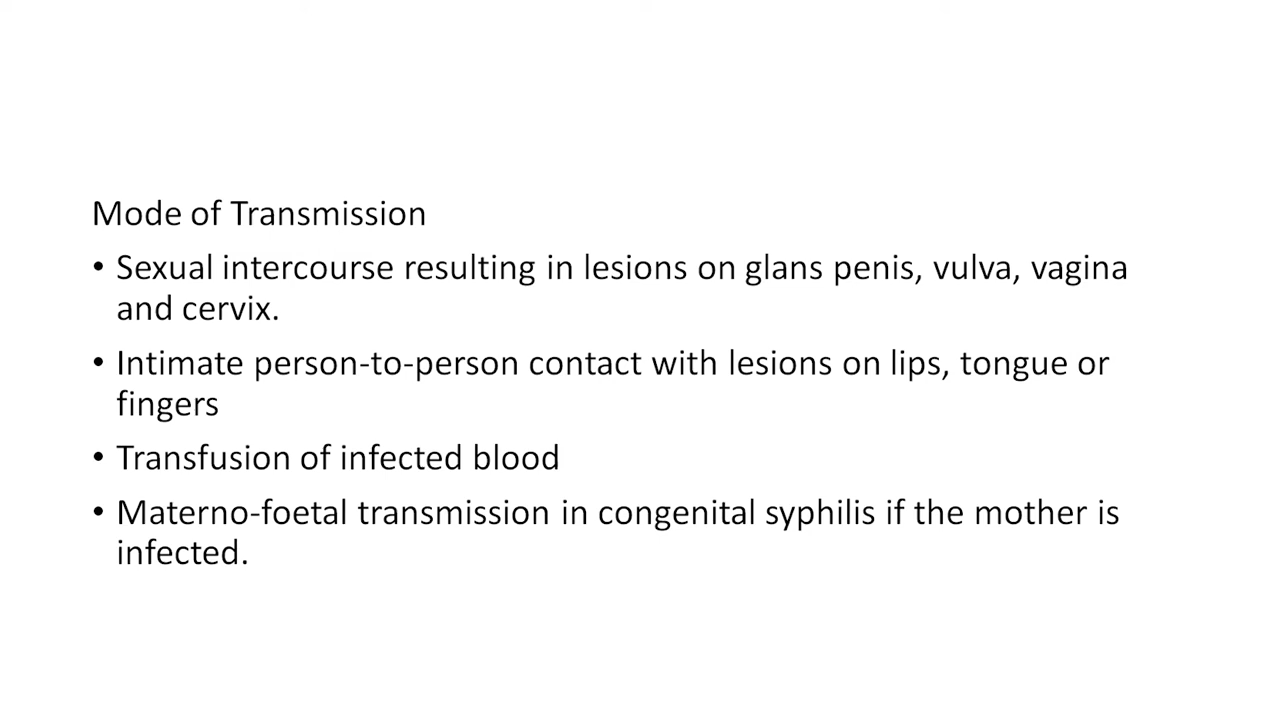 Mode of Transmission
• Sexual intercourse resulting in lesions on glans penis, vulva, vagina
and cervix.
• Intimate person-to-person contact with lesions on lips, tongue or
fingers
• Transfusion of infected blood
• Materno-foetal transmission in congenital syphilis if the mother is
infected.